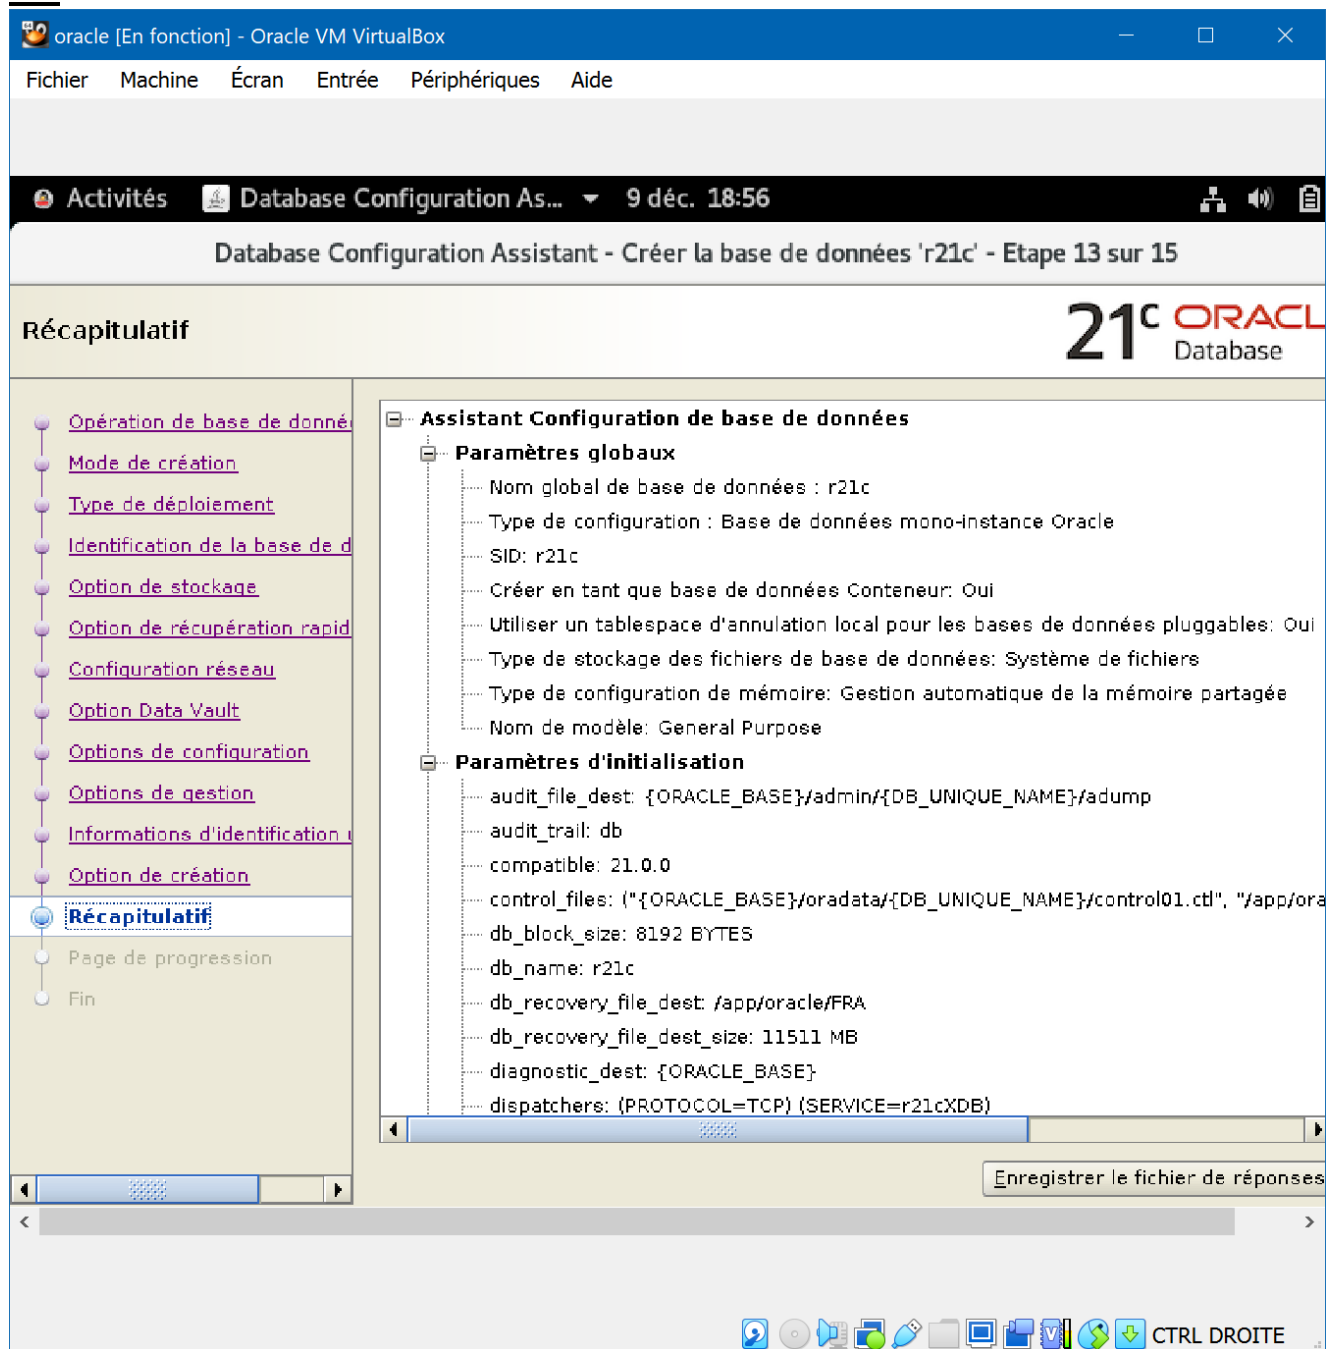 oracle [En fonction] - Oracle VM VirtualBox
Fichier Machine Écran Entrée Périphériques Aide
Activités Database Configuration As... 9 déc. 18:56
Database Configuration Assistant - Créer la base de données 'r21c' - Etape 13 sur 15
Récapitulatif
21c ORACL
Database
Opération de base de donné
Mode de création
Type de déploiement
Identification de la base de d
Option de stockage
Option de récupération rapid
Configuration réseau
Option Data Vault
Options de configuration
Options de gestion
Informations d'identification
Option de création
Récapitulatif
Page de progression
Fin
Assistant Configuration de base de données
Paramètres globaux
Nom global de base de données : r21c
Type de configuration : Base de données mono-instance Oracle
SID: r21c
Créer en tant que base de données Conteneur: Oui
Utiliser un tablespace d'annulation local pour les bases de données pluggables: Oui
Type de stockage des fichiers de base de données: Système de fichiers
Type de configuration de mémoire: Gestion automatique de la mémoire partagée
Nom de modèle: General Purpose
Paramètres d'initialisation
audit_file_dest: {ORACLE_BASE}/admin/{DB_UNIQUE_NAME}/adump
audit_trail: db
compatible: 21.0.0
control_files: ("{ORACLE_BASE}/oradata/{DB_UNIQUE_NAME}/control01.ctl", "/app/ora
db_block_size: 8192 BYTES
db_name: r21c
db_recovery_file_dest: /app/oracle/FRA
db_recovery_file_dest_size: 11511 MB
diagnostic_dest: {ORACLE_BASE}
dispatchers: (PROTOCOL=TCP) (SERVICE=r21cXDB)
Enregistrer le fichier de réponses
CTRL DROITE